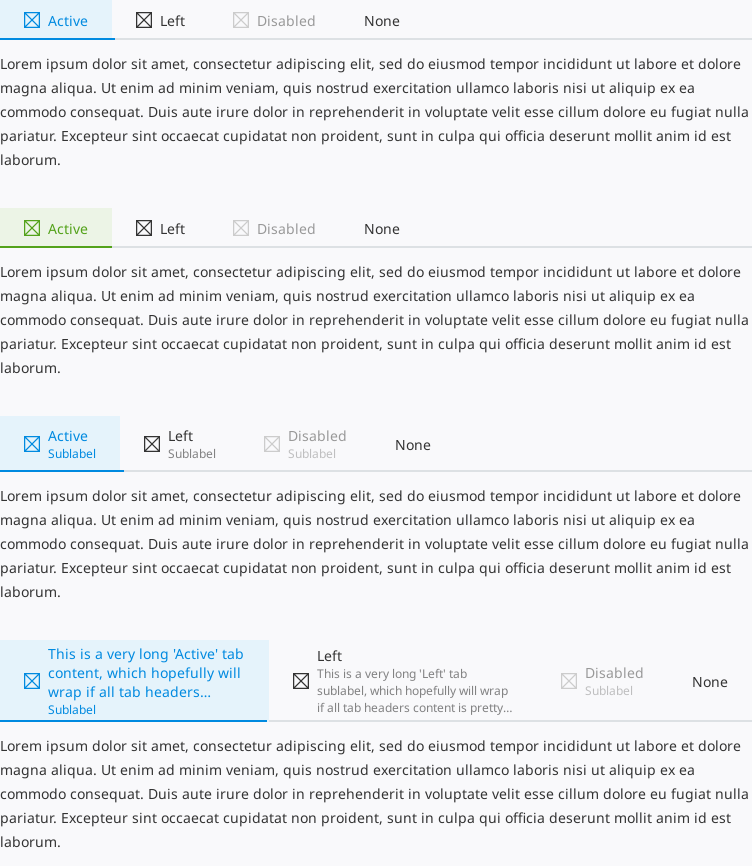 Active Left Disabled None
Lorem ipsum dolor sit amet, consectetur adipiscing elit, sed do eiusmod tempor incididunt ut labore et dolore
magna aliqua. Ut enim ad minim veniam, quis nostrud exercitation ullamco laboris nisi ut aliquip ex ea
commodo consequat. Duis aute irure dolor in reprehenderit in voluptate velit esse cillum dolore eu fugiat nulla
pariatur. Excepteur sint occaecat cupidatat non proident, sunt in culpa qui officia deserunt mollit anim id est
laborum.
Active Left Disabled None
Lorem ipsum dolor sit amet, consectetur adipiscing elit, sed do eiusmod tempor incididunt ut labore et dolore
magna aliqua. Ut enim ad minim veniam, quis nostrud exercitation ullamco laboris nisi ut aliquip ex ea
commodo consequat. Duis aute irure dolor in reprehenderit in voluptate velit esse cillum dolore eu fugiat nulla
pariatur. Excepteur sint occaecat cupidatat non proident, sunt in culpa qui officia deserunt mollit anim id est
laborum.
Active
Sublabel
Left
Sublabel
Disabled
Sublabel
None
Lorem ipsum dolor sit amet, consectetur adipiscing elit, sed do eiusmod tempor incididunt ut labore et dolore
magna aliqua. Ut enim ad minim veniam, quis nostrud exercitation ullamco laboris nisi ut aliquip ex ea
commodo consequat. Duis aute irure dolor in reprehenderit in voluptate velit esse cillum dolore eu fugiat nulla
pariatur. Excepteur sint occaecat cupidatat non proident, sunt in culpa qui officia deserunt mollit anim id est
laborum.
This is a very long 'Active' tab
content, which hopefully will
wrap if all tab headers...
Sublabel
Left
This is a very long 'Left' tab
sublabel, which hopefully will wrap
if all tab headers content is pretty...
Disabled
Sublabel
None
Lorem ipsum dolor sit amet, consectetur adipiscing elit, sed do eiusmod tempor incididunt ut labore et dolore
magna aliqua. Ut enim ad minim veniam, quis nostrud exercitation ullamco laboris nisi ut aliquip ex ea
commodo consequat. Duis aute irure dolor in reprehenderit in voluptate velit esse cillum dolore eu fugiat nulla
pariatur. Excepteur sint occaecat cupidatat non proident, sunt in culpa qui officia deserunt mollit anim id est
laborum.